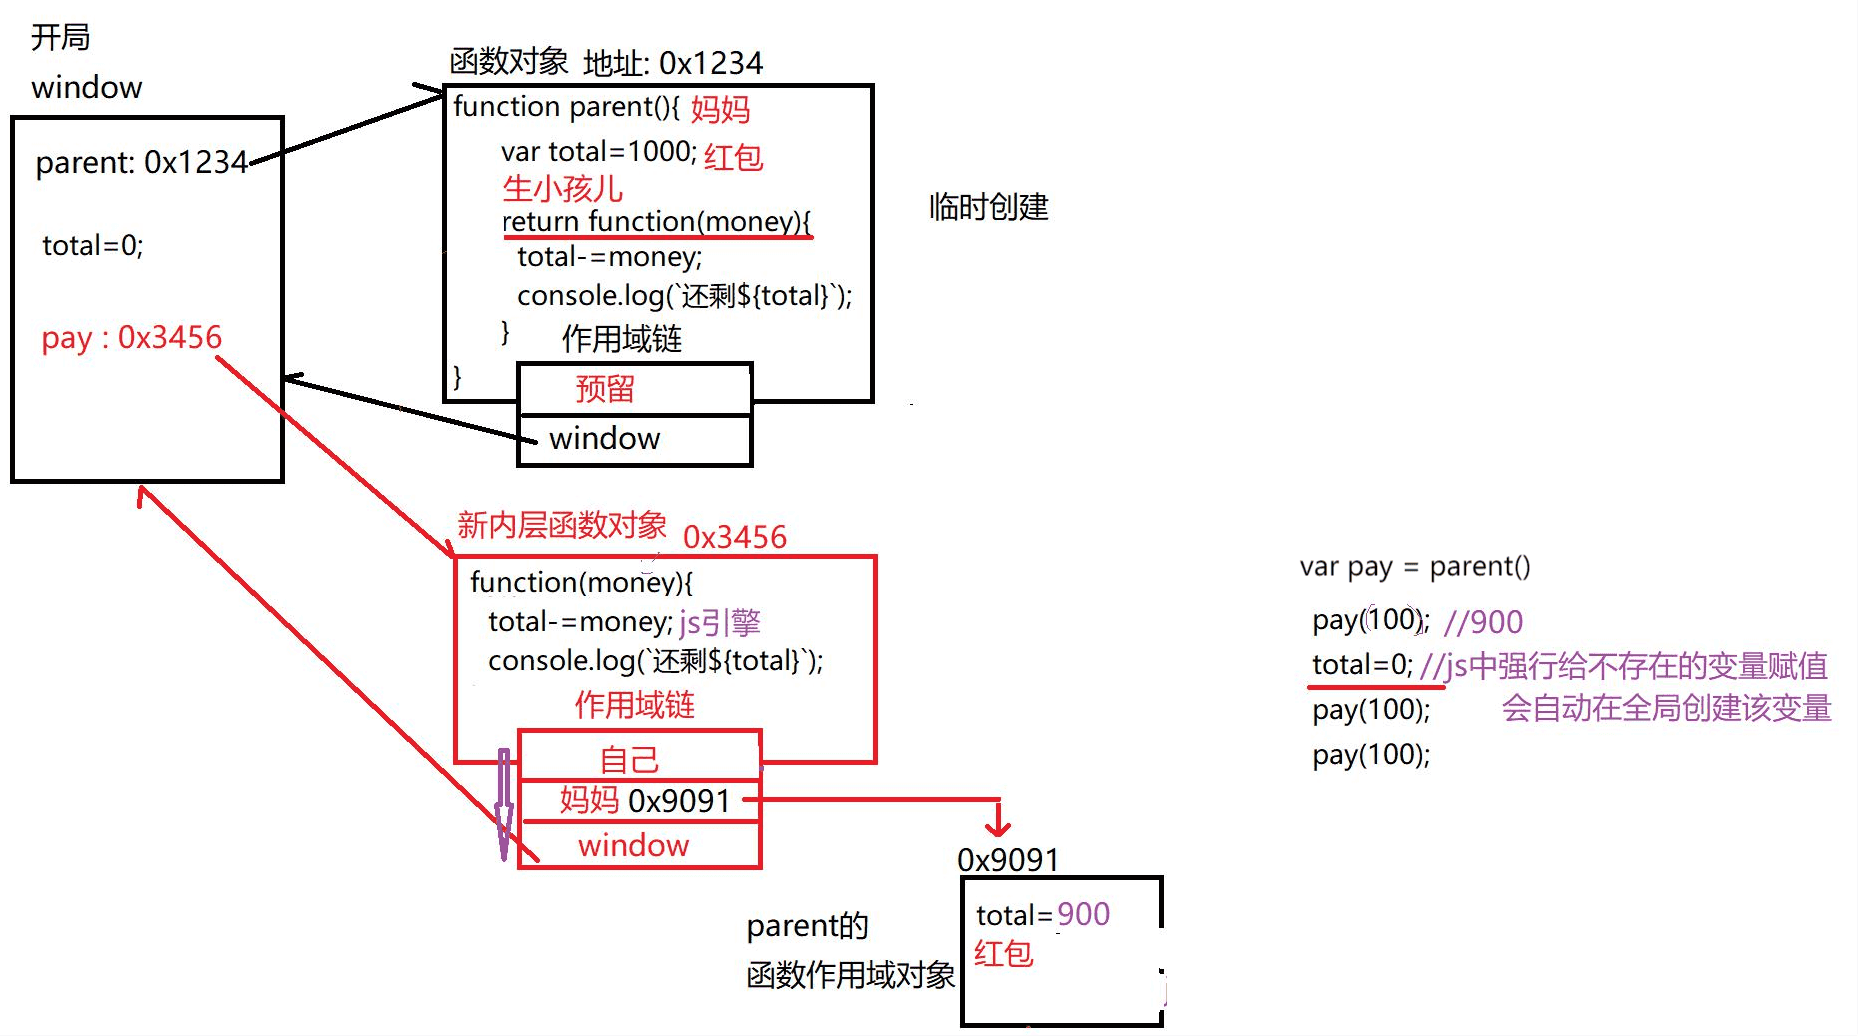 开局
window
parent: 0x1234
total=0;
pay : 0x3456
函数对象 地址: 0x1234
function parent(){ 妈妈
var total=1000; 红包
生小孩儿
return function(money){
total-=money;
console.log(`还剩${total}`);
}
作用域链
}
预留
window
临时创建
新内层函数对象 0x3456
function(money){
total-=money; js引擎
console.log(`还剩${total}`);
作用域链
自己
妈妈 0x9091
window
0x9091
total=900
红包
parent的
函数作用域对象
var pay = parent()
pay(100); //900
total=0; //js中强行给不存在的变量赋值
会自动在全局创建该变量
pay(100);
pay(100);